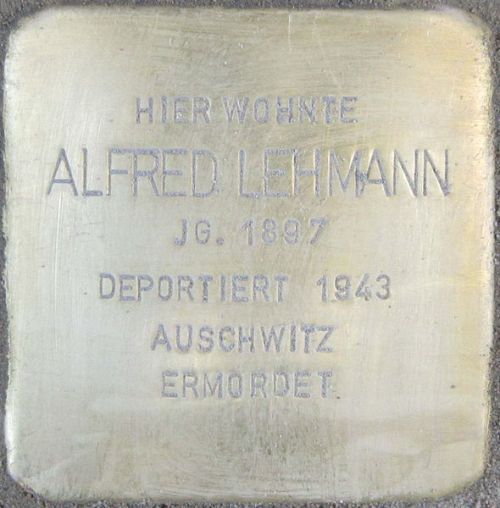 HIER WOHNTE
ALFRED LEHMANN
JG. 1897
DEPORTIERT 1943
AUSCHWITZ
ERMORDET